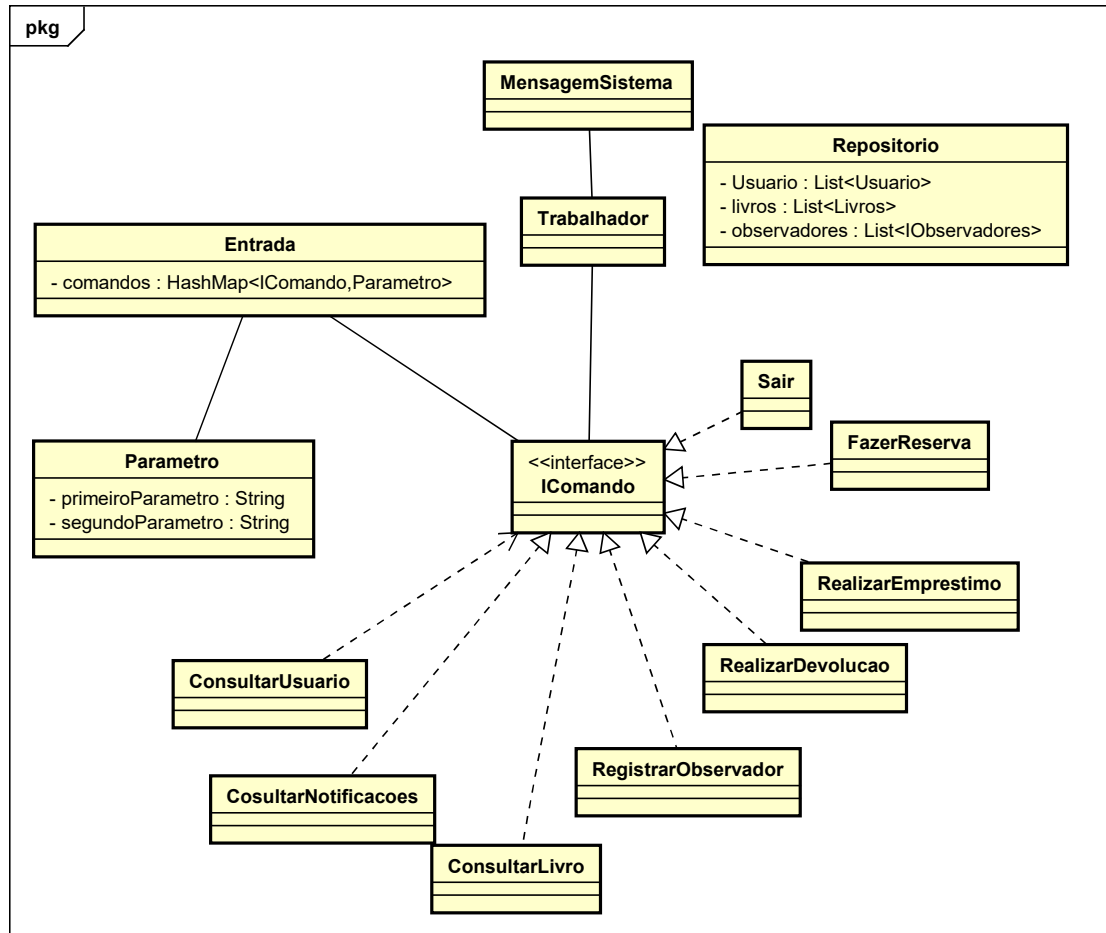 pkg
MensagemSistema
Repositorio
- Usuario : List<Usuario>
- livros : List<Livros>
- observadores : List<IObservadores>
Trabalhador
Entrada
- comandos : HashMap<IComando,Parametro>
Sair
FazerReserva
Parametro
- primeiroParametro : String
- segundoParametro : String
<<interface>>
IComando
RealizarEmprestimo
ConsultarUsuario
RealizarDevolucao
RegistrarObservador
CosultarNotificacoes
ConsultarLivro